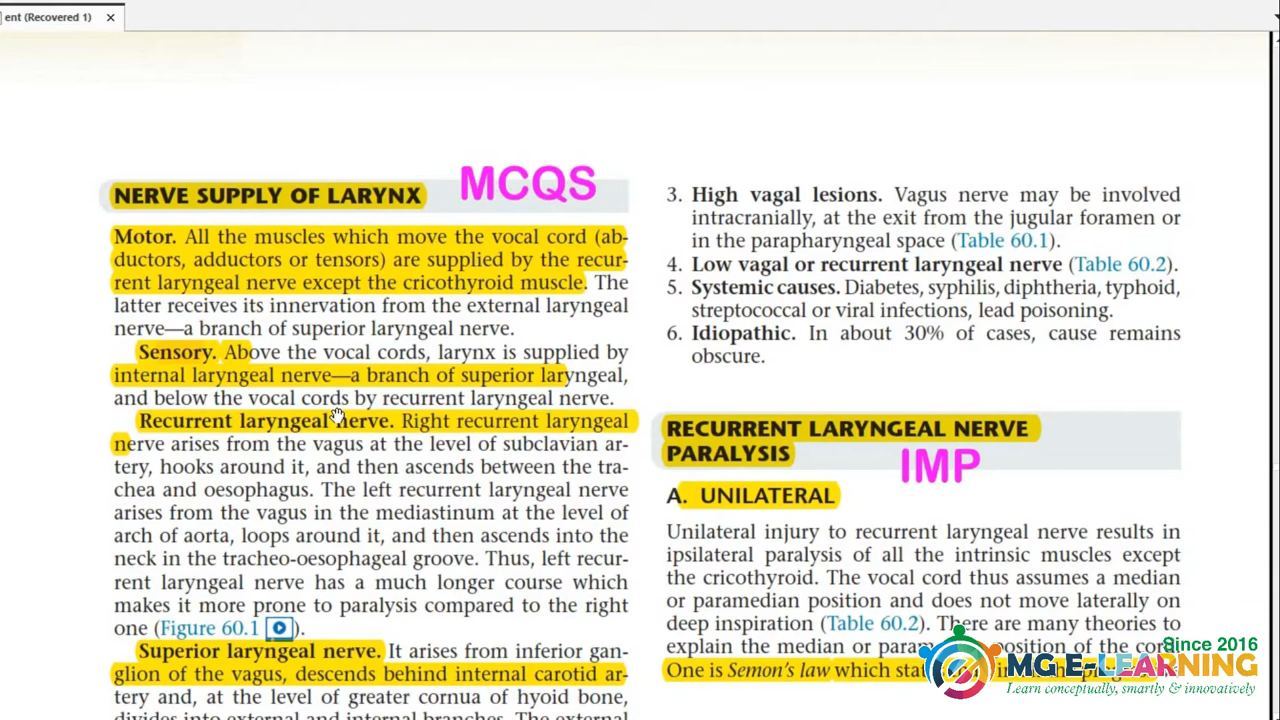 ent (Recovered 1)
NERVE SUPPLY OF LARYNX
MCQS
Motor. All the muscles which move the vocal cord (ab-
ductors, adductors or tensors) are supplied by the recur-
rent laryngeal nerve except the cricothyroid muscle. The
latter receives its innervation from the external laryngeal
nerve—a branch of superior laryngeal nerve.
Sensory. Above the vocal cords, larynx is supplied by
internal laryngeal nerve—a branch of superior laryngeal,
and below the vocal cords by recurrent laryngeal nerve.
Recurrent laryngeal nerve. Right recurrent laryngeal
nerve arises from the vagus at the level of subclavian ar-
tery, hooks around it, and then ascends between the tra-
chea and oesophagus. The left recurrent laryngeal nerve
arises from the vagus in the mediastinum at the level of
arch of aorta, loops around it, and then ascends into the
neck in the tracheo-oesophageal groove. Thus, left recur-
rent laryngeal nerve has a much longer course which
makes it more prone to paralysis compared to the right
one (Figure 60.1 ).
Superior laryngeal nerve. It arises from inferior gan-
glion of the vagus, descends behind internal carotid ar-
tery and, at the level of greater cornua of hyoid bone,
divides into external and internal branches. The external
3. High vagal lesions. Vagus nerve may be involved
intracranially, at the exit from the jugular foramen or
in the parapharyngeal space (Table 60.1).
4. Low vagal or recurrent laryngeal nerve (Table 60.2).
5. Systemic causes. Diabetes, syphilis, diphtheria, typhoid,
streptococcal or viral infections, lead poisoning.
6. Idiopathic. In about 30% of cases, cause remains
obscure.
RECURRENT LARYNGEAL NERVE
PARALYSIS
IMP
A. UNILATERAL
Unilateral injury to recurrent laryngeal nerve results in
ipsilateral paralysis of all the intrinsic muscles except
the cricothyroid. The vocal cord thus assumes a median
or paramedian position and does not move laterally on
deep inspiration (Table 60.2). There are many theories to
explain the median or position of the
One is Semon's law which
Since 2016
MG E-LEARNING
Learn conceptually, smartly & innovatively